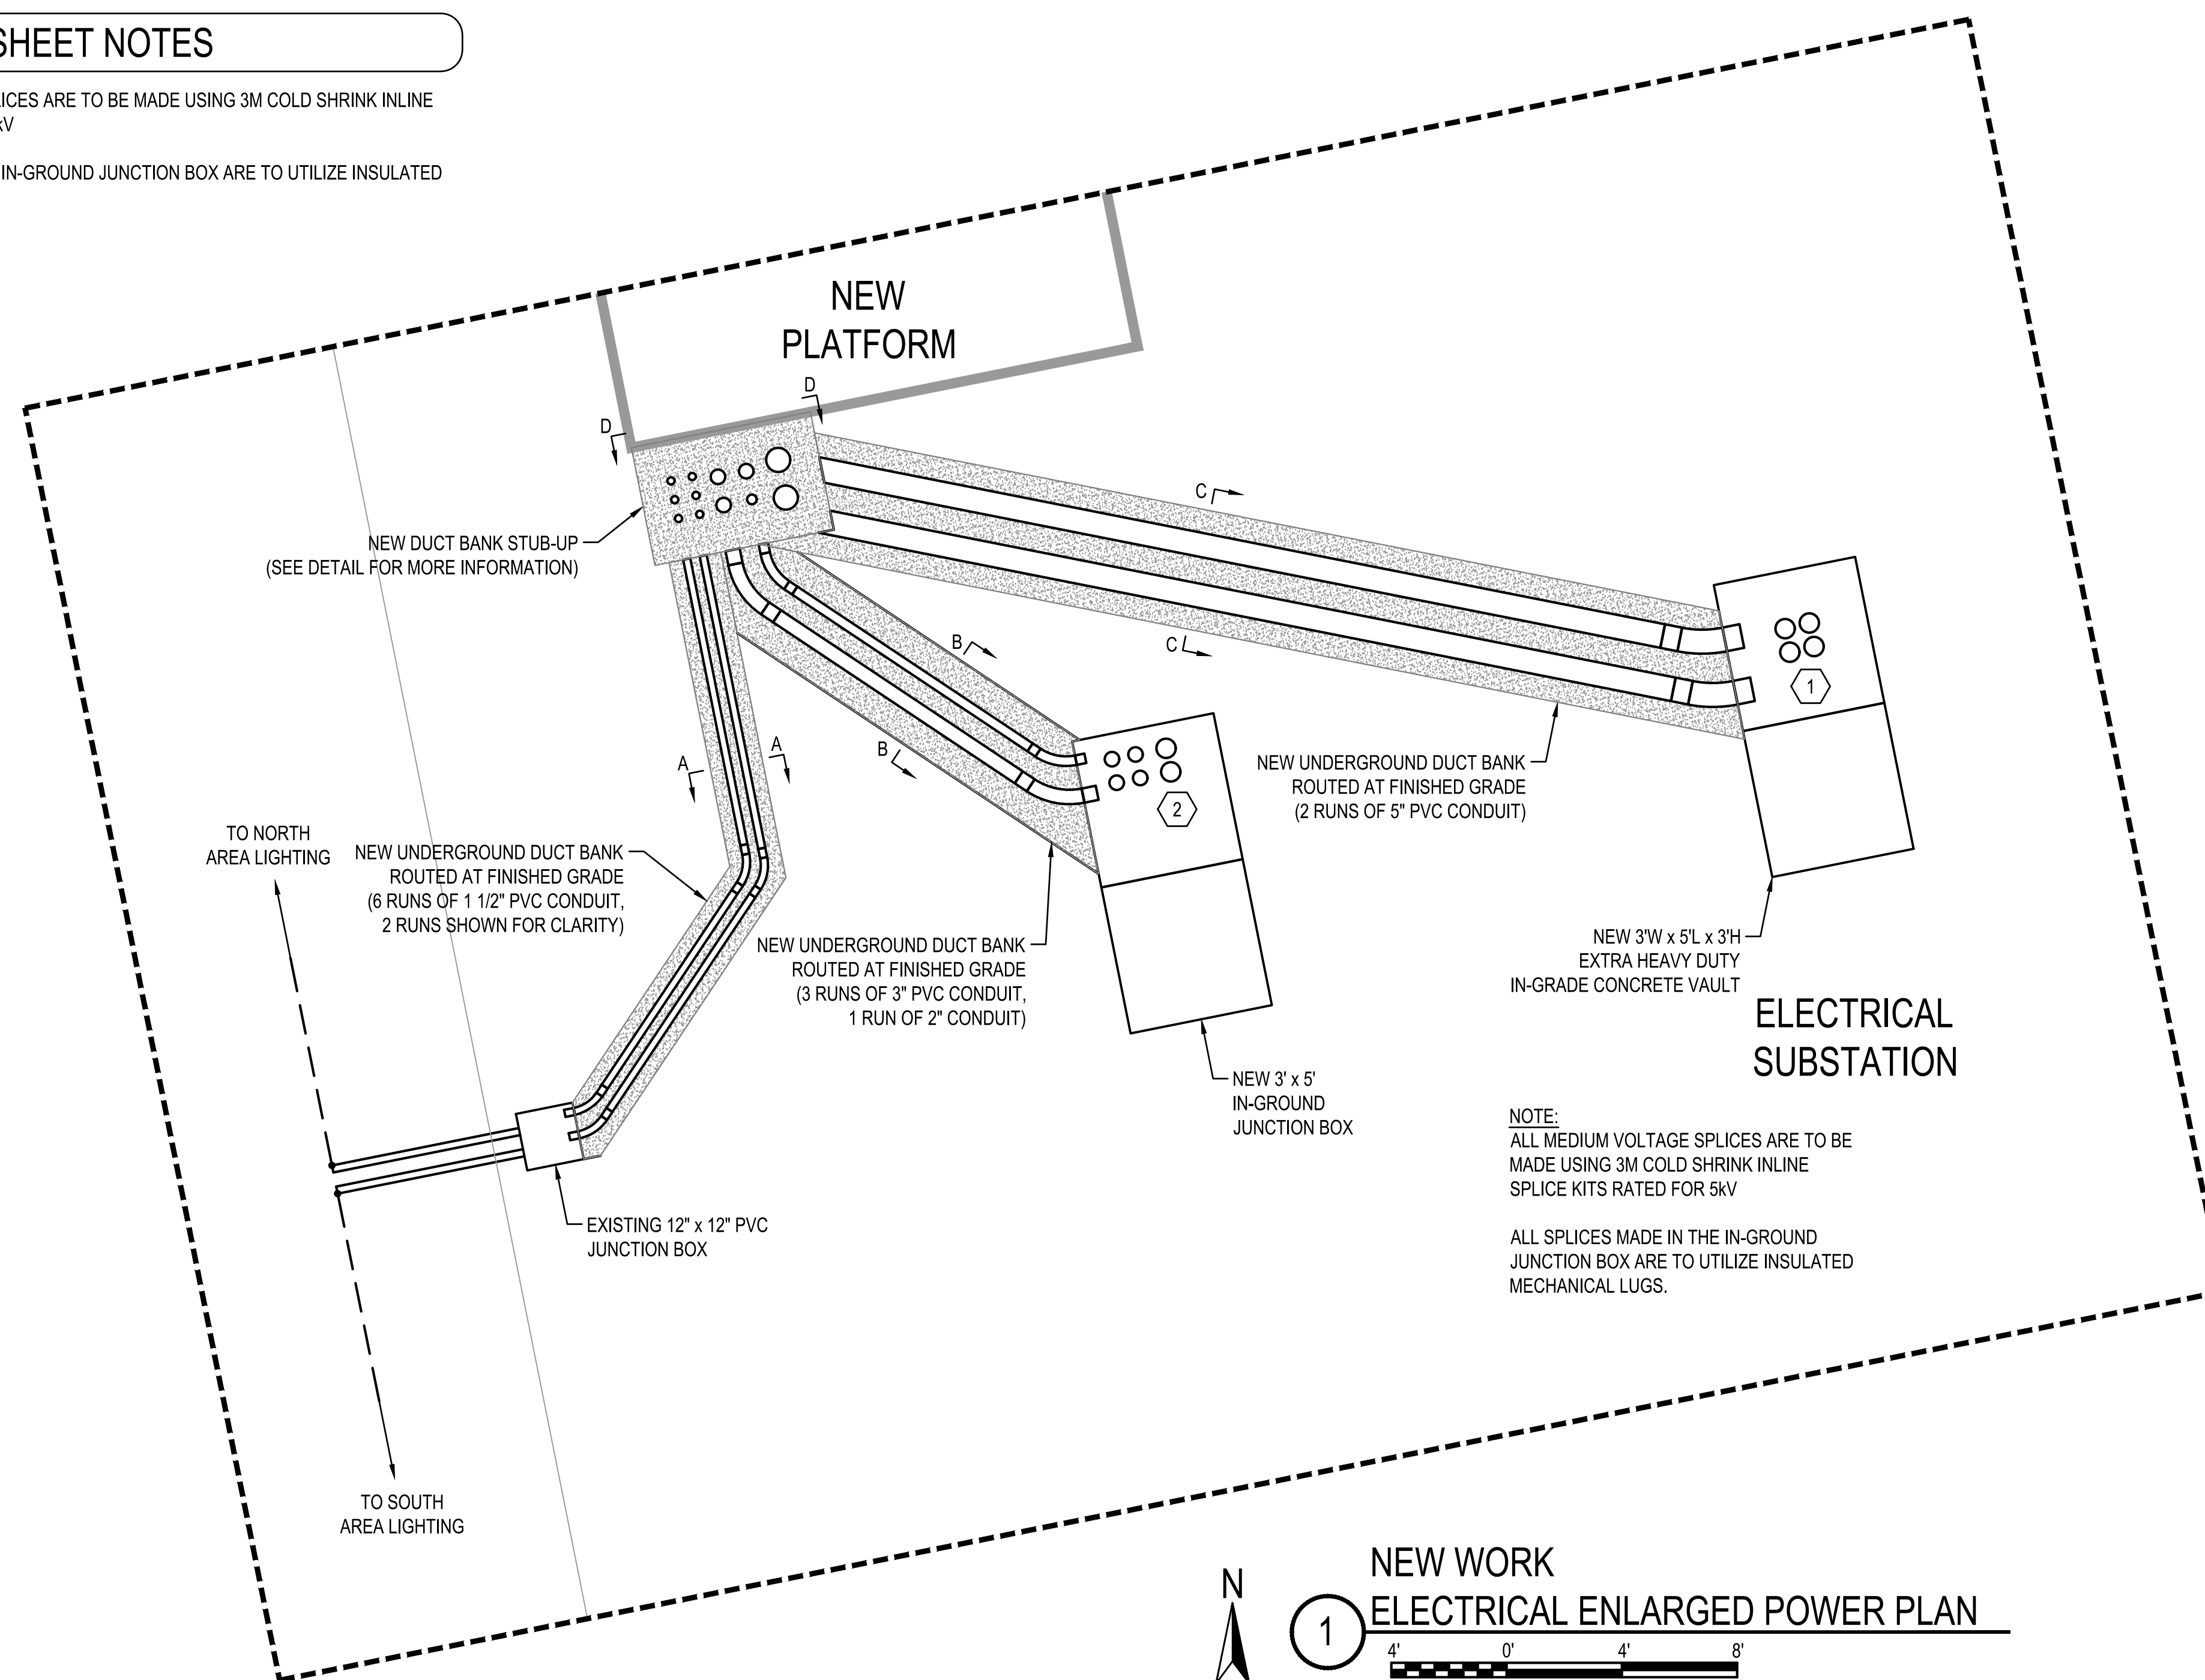 SHEET NOTES
LICES ARE TO BE MADE USING 3M COLD SHRINK INLINE
kV
IN-GROUND JUNCTION BOX ARE TO UTILIZE INSULATED
NEW
PLATFORM
D
D
NEW DUCT BANK STUB-UP
(SEE DETAIL FOR MORE INFORMATION)
C
C
B
B
A
A
1
2
NEW UNDERGROUND DUCT BANK
ROUTED AT FINISHED GRADE
(2 RUNS OF 5" PVC CONDUIT)
TO NORTH
AREA LIGHTING
NEW UNDERGROUND DUCT BANK
ROUTED AT FINISHED GRADE
(6 RUNS OF 1 1/2" PVC CONDUIT,
2 RUNS SHOWN FOR CLARITY)
NEW UNDERGROUND DUCT BANK
ROUTED AT FINISHED GRADE
(3 RUNS OF 3" PVC CONDUIT,
1 RUN OF 2" CONDUIT)
NEW 3'W x 5'L x 3'H
EXTRA HEAVY DUTY
IN-GRADE CONCRETE VAULT
ELECTRICAL
SUBSTATION
NEW 3' x 5'
IN-GROUND
JUNCTION BOX
NOTE:
ALL MEDIUM VOLTAGE SPLICES ARE TO BE
MADE USING 3M COLD SHRINK INLINE
SPLICE KITS RATED FOR 5kV
ALL SPLICES MADE IN THE IN-GROUND
JUNCTION BOX ARE TO UTILIZE INSULATED
MECHANICAL LUGS.
EXISTING 12" x 12" PVC
JUNCTION BOX
TO SOUTH
AREA LIGHTING
N
1
NEW WORK
ELECTRICAL ENLARGED POWER PLAN
4' 0' 4' 8'